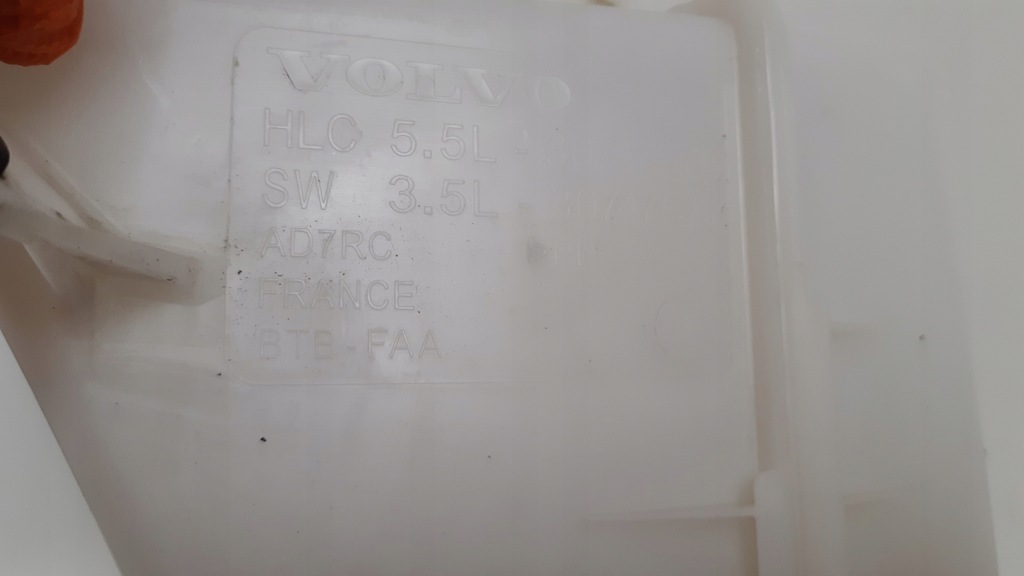 VOLVO
HLC 5.5L -
SW 3.5L -
AD7RC
FRANCE
BTB - FAA